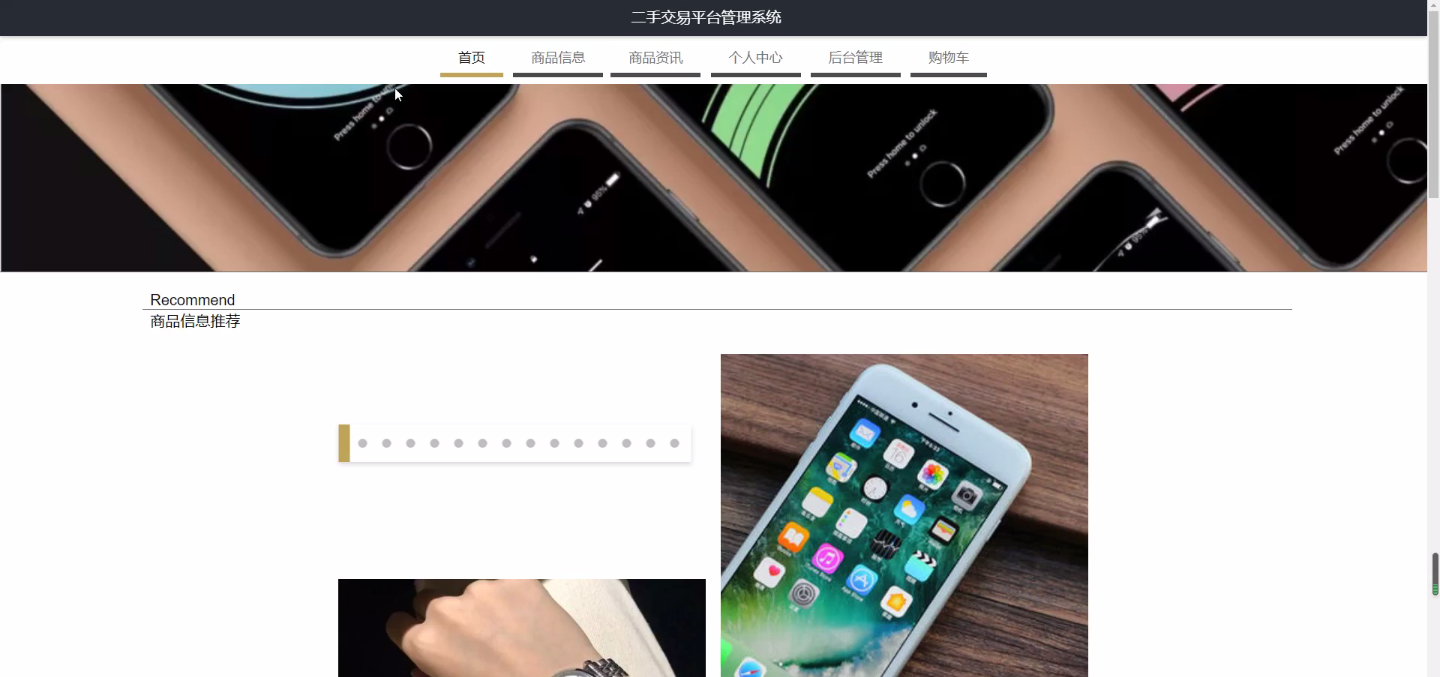 二手交易平台管理系统
首页 商品信息 商品资讯 个人中心 后台管理 购物车
Press home to unlock
Press home to unlock
Press home to unlock
95%
95%
Recommend
商品信息推荐